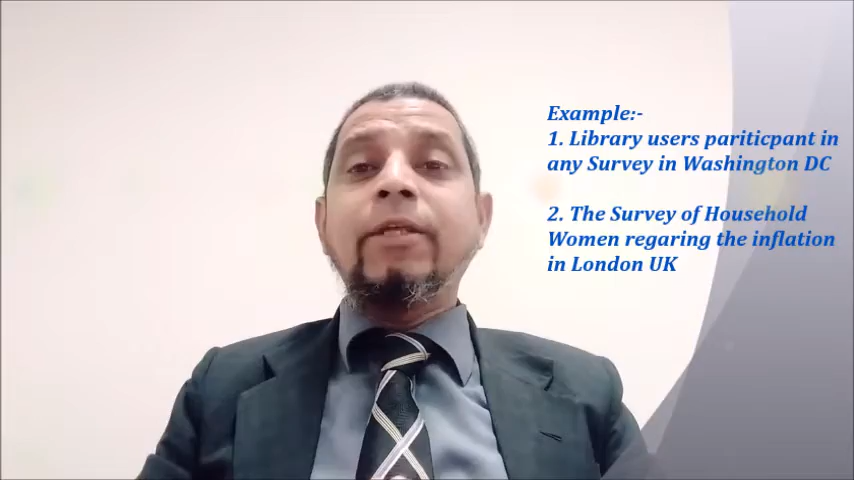 Example:-
1. Library users pariticpant in
any Survey in Washington DC
2. The Survey of Household
Women regaring the inflation
in London UK